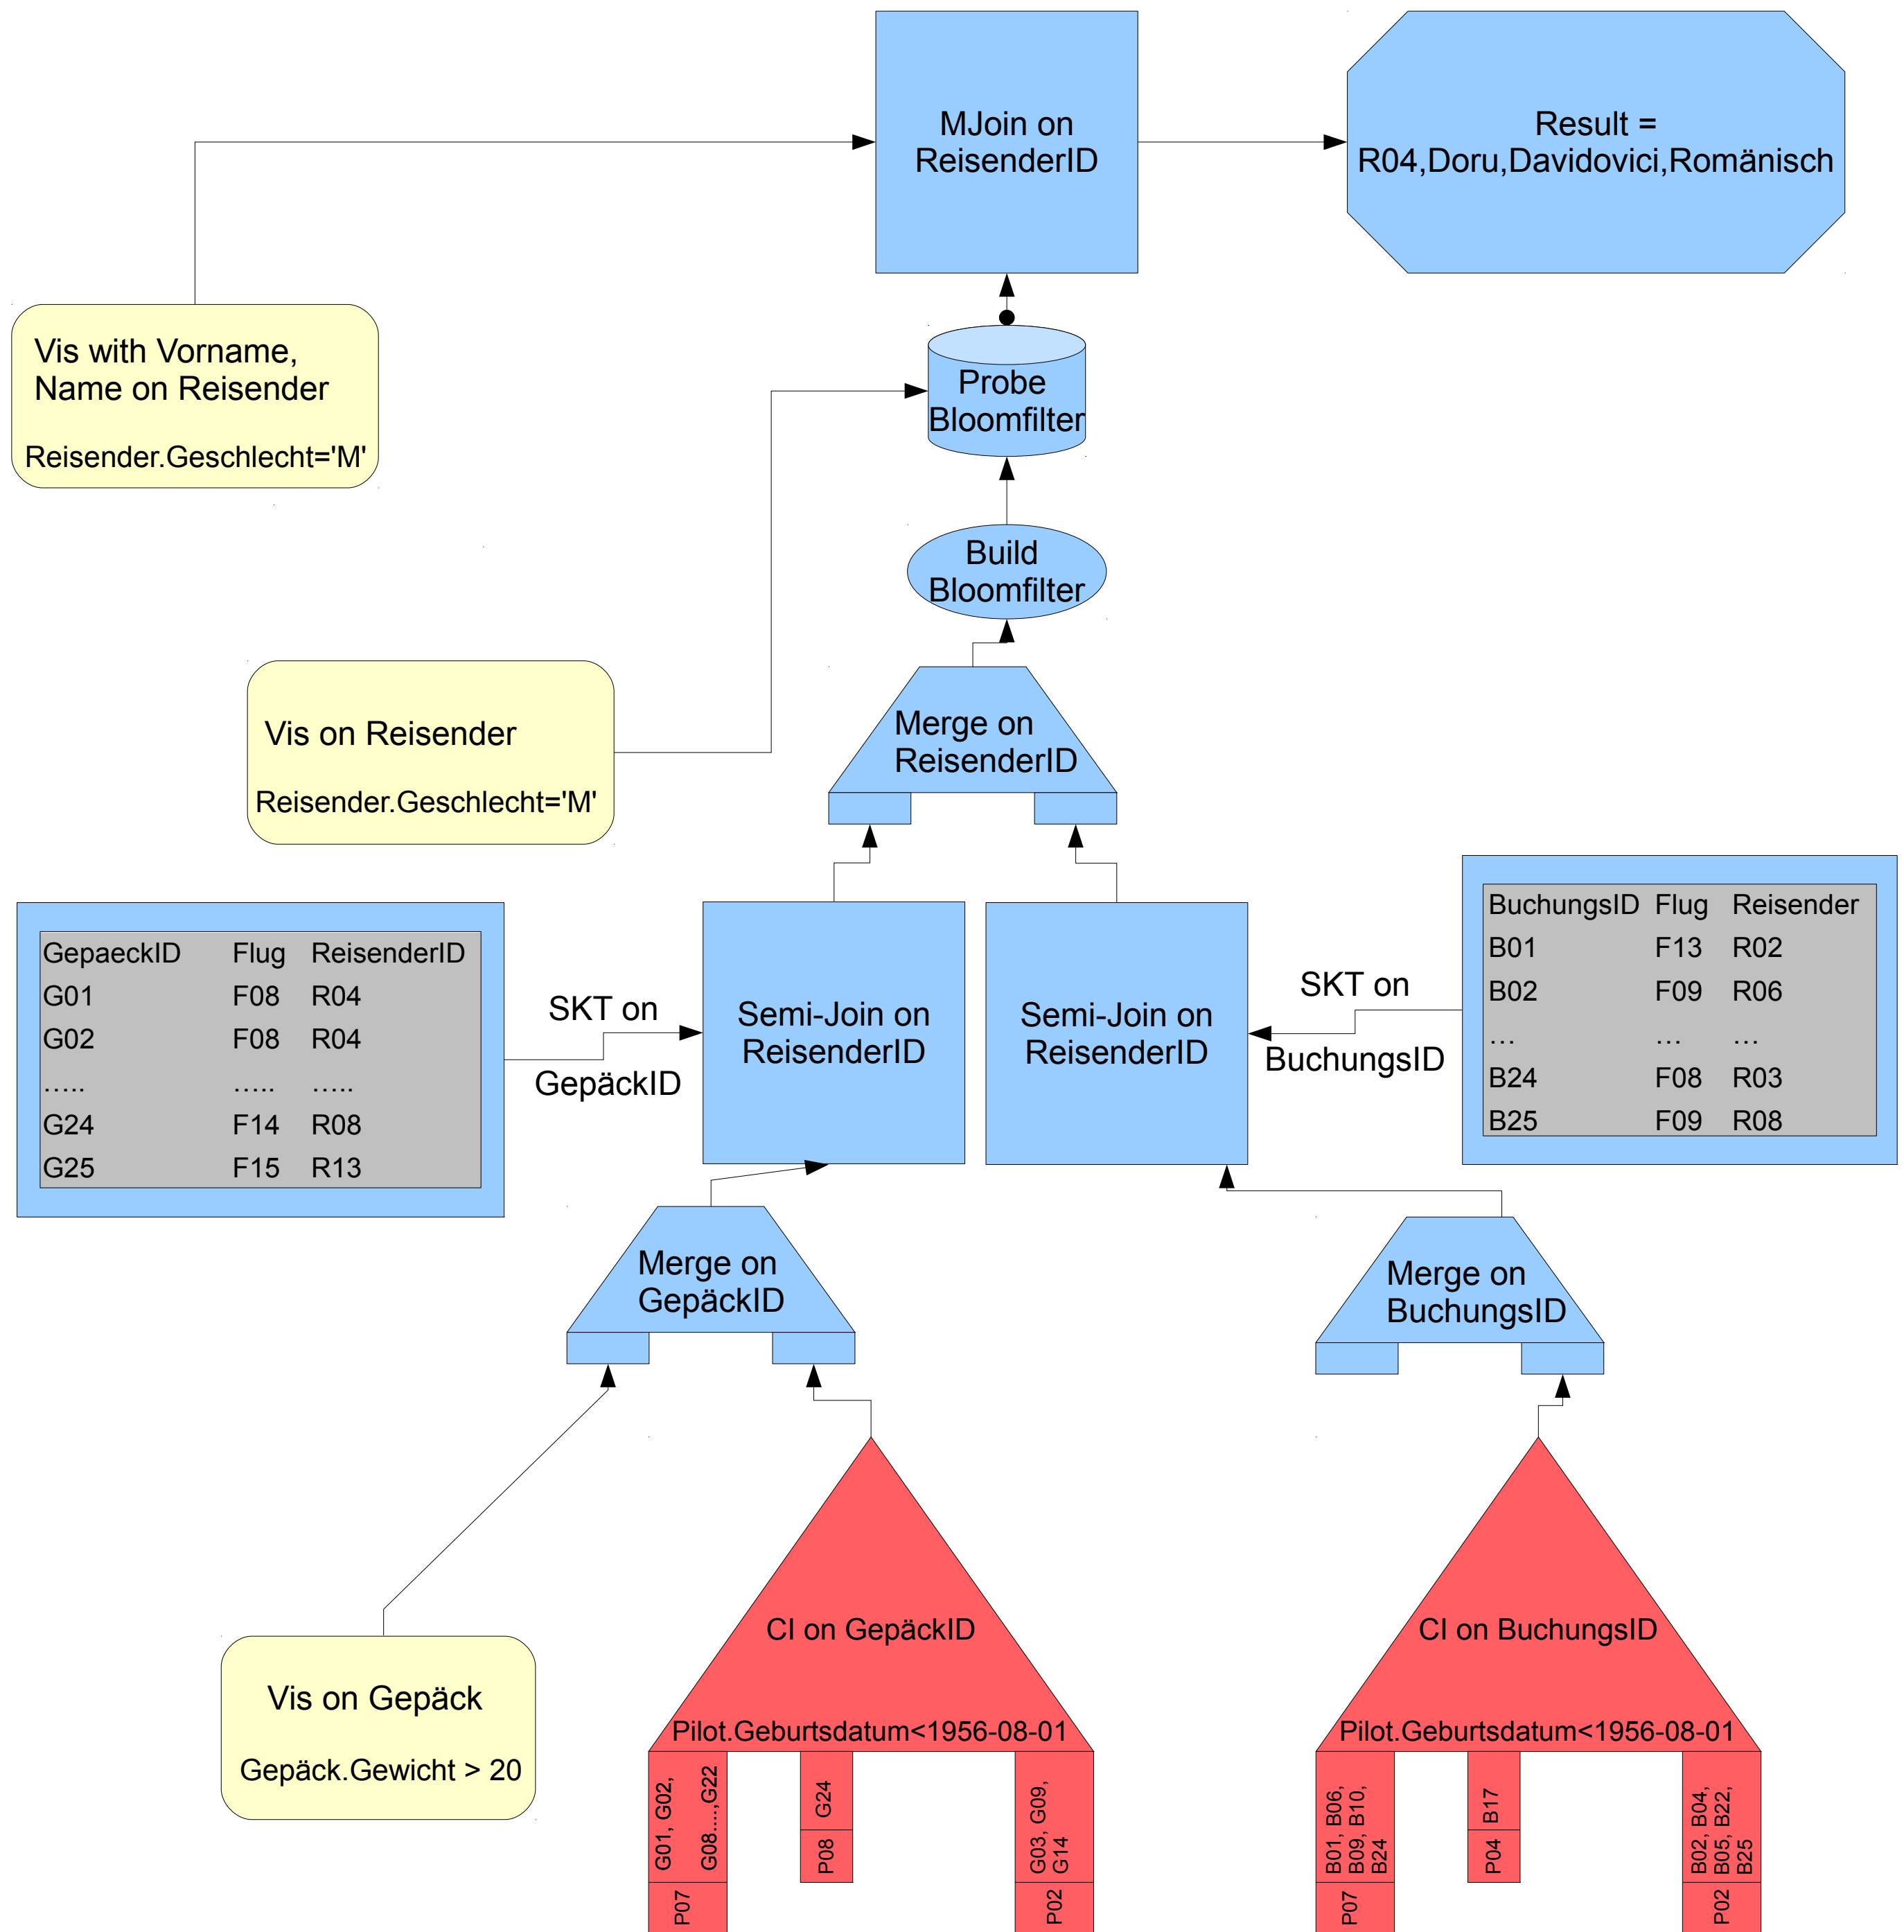 MJoin on
ReisenderID
Result =
R04,Doru,Davidovici,Romänisch
Vis with Vorname,
Name on Reisender
Reisender.Geschlecht='M'
Probe
Bloomfilter
Build
Bloomfilter
Merge on
ReisenderID
Vis on Reisender
Reisender.Geschlecht='M'
GepaeckID Flug ReisenderID
G01 F08 R04
G02 F08 R04
….. ….. …..
G24 F14 R08
G25 F15 R13
SKT on
GepäckID
Semi-Join on
ReisenderID
Semi-Join on
ReisenderID
SKT on
BuchungsID
BuchungsID Flug Reisender
B01 F13 R02
B02 F09 R06
… … …
B24 F08 R03
B25 F09 R08
Merge on
GepäckID
Merge on
BuchungsID
Vis on Gepäck
Gepäck.Gewicht > 20
CI on GepäckID
Pilot.Geburtsdatum<1956-08-01
G01, G02,
G08....,G22
P07
G24
P08
G03, G09,
G14
P02
CI on BuchungsID
Pilot.Geburtsdatum<1956-08-01
B01, B06,
B09, B10,
B24
P07
B17
P04
B02, B04,
B05, B22,
B25
P02